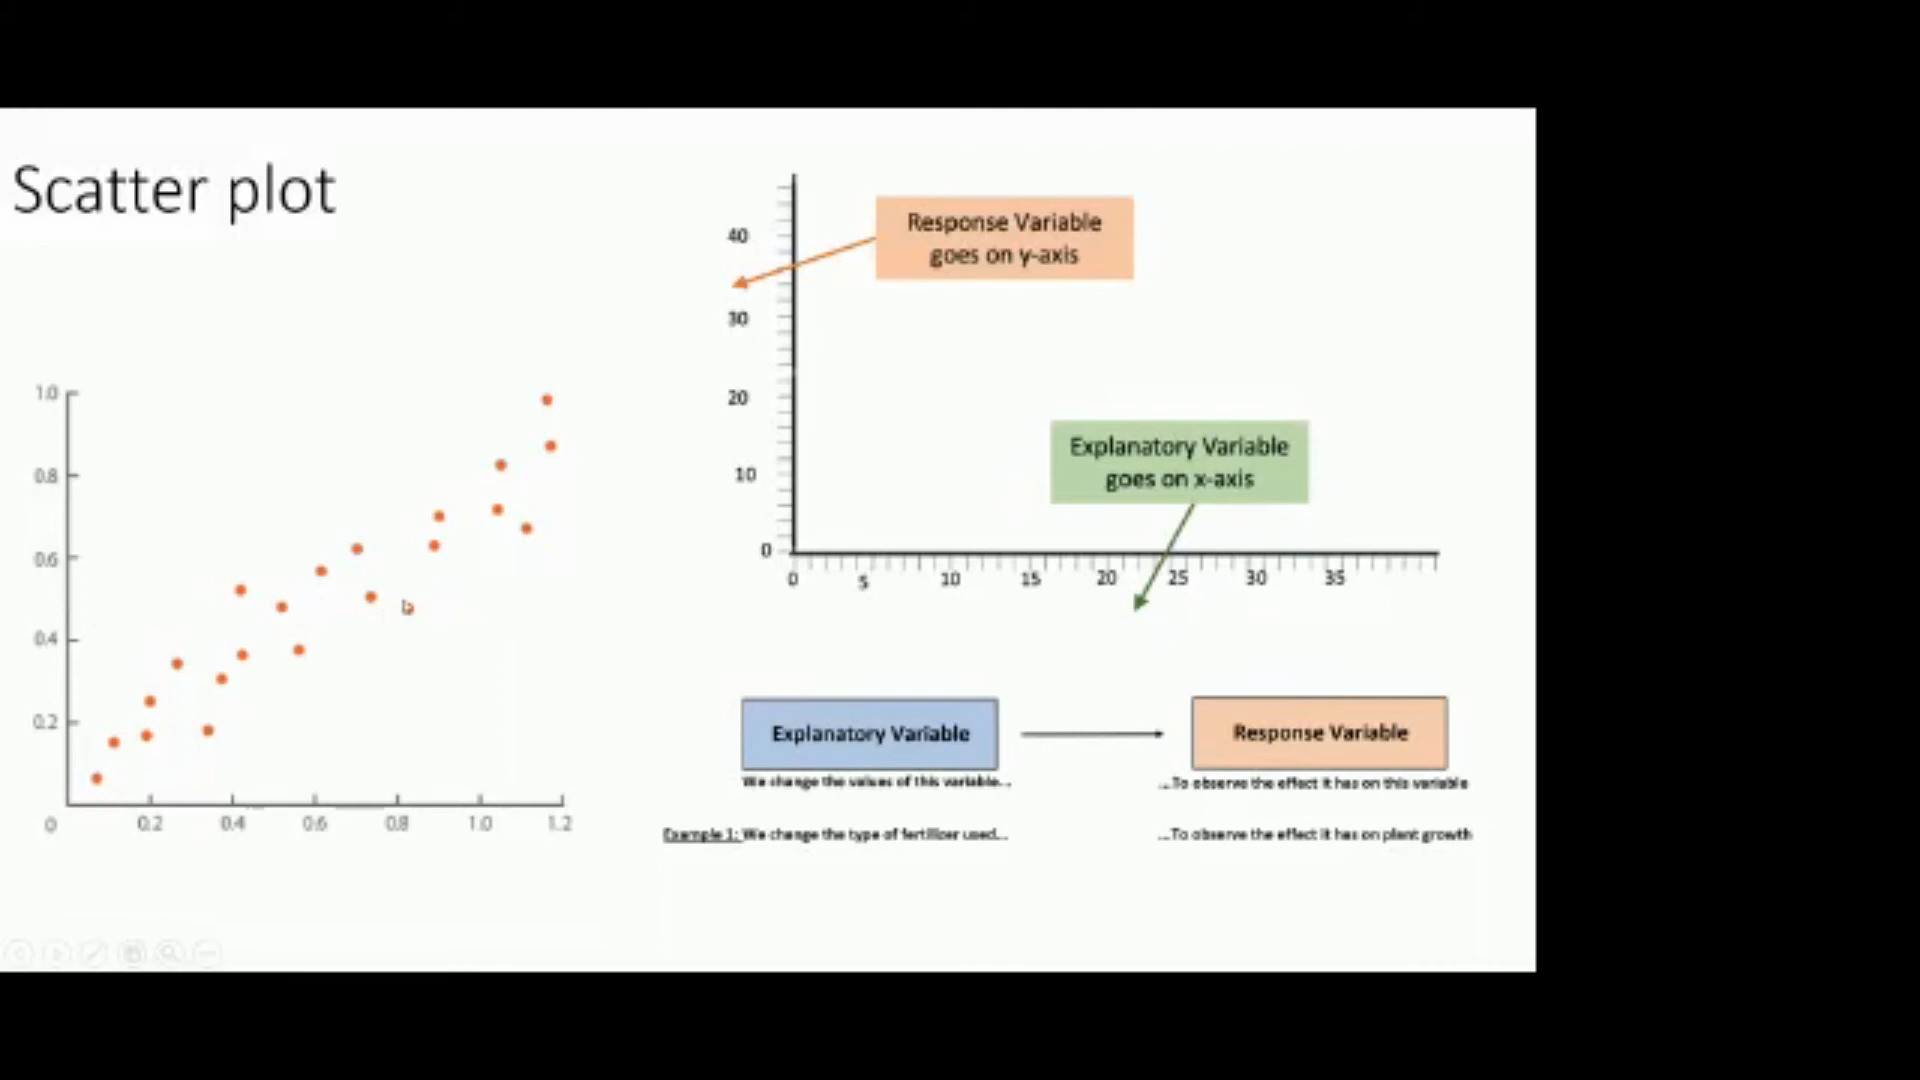 Scatter plot
1.0
0.8
0.6
0.4
0.2
0
0.2 0.4 0.6 0.8 1.0 1.2
Response Variable
goes on y-axis
40
30
20
10
0
Explanatory Variable
goes on x-axis
0 5 10 15 20 25 30 35
Explanatory Variable
Response Variable
We change the values of this variable...
...To observe the effect it has on this variable
Example 1: We change the type of fertilizer used...
...To observe the effect it has on plant growth